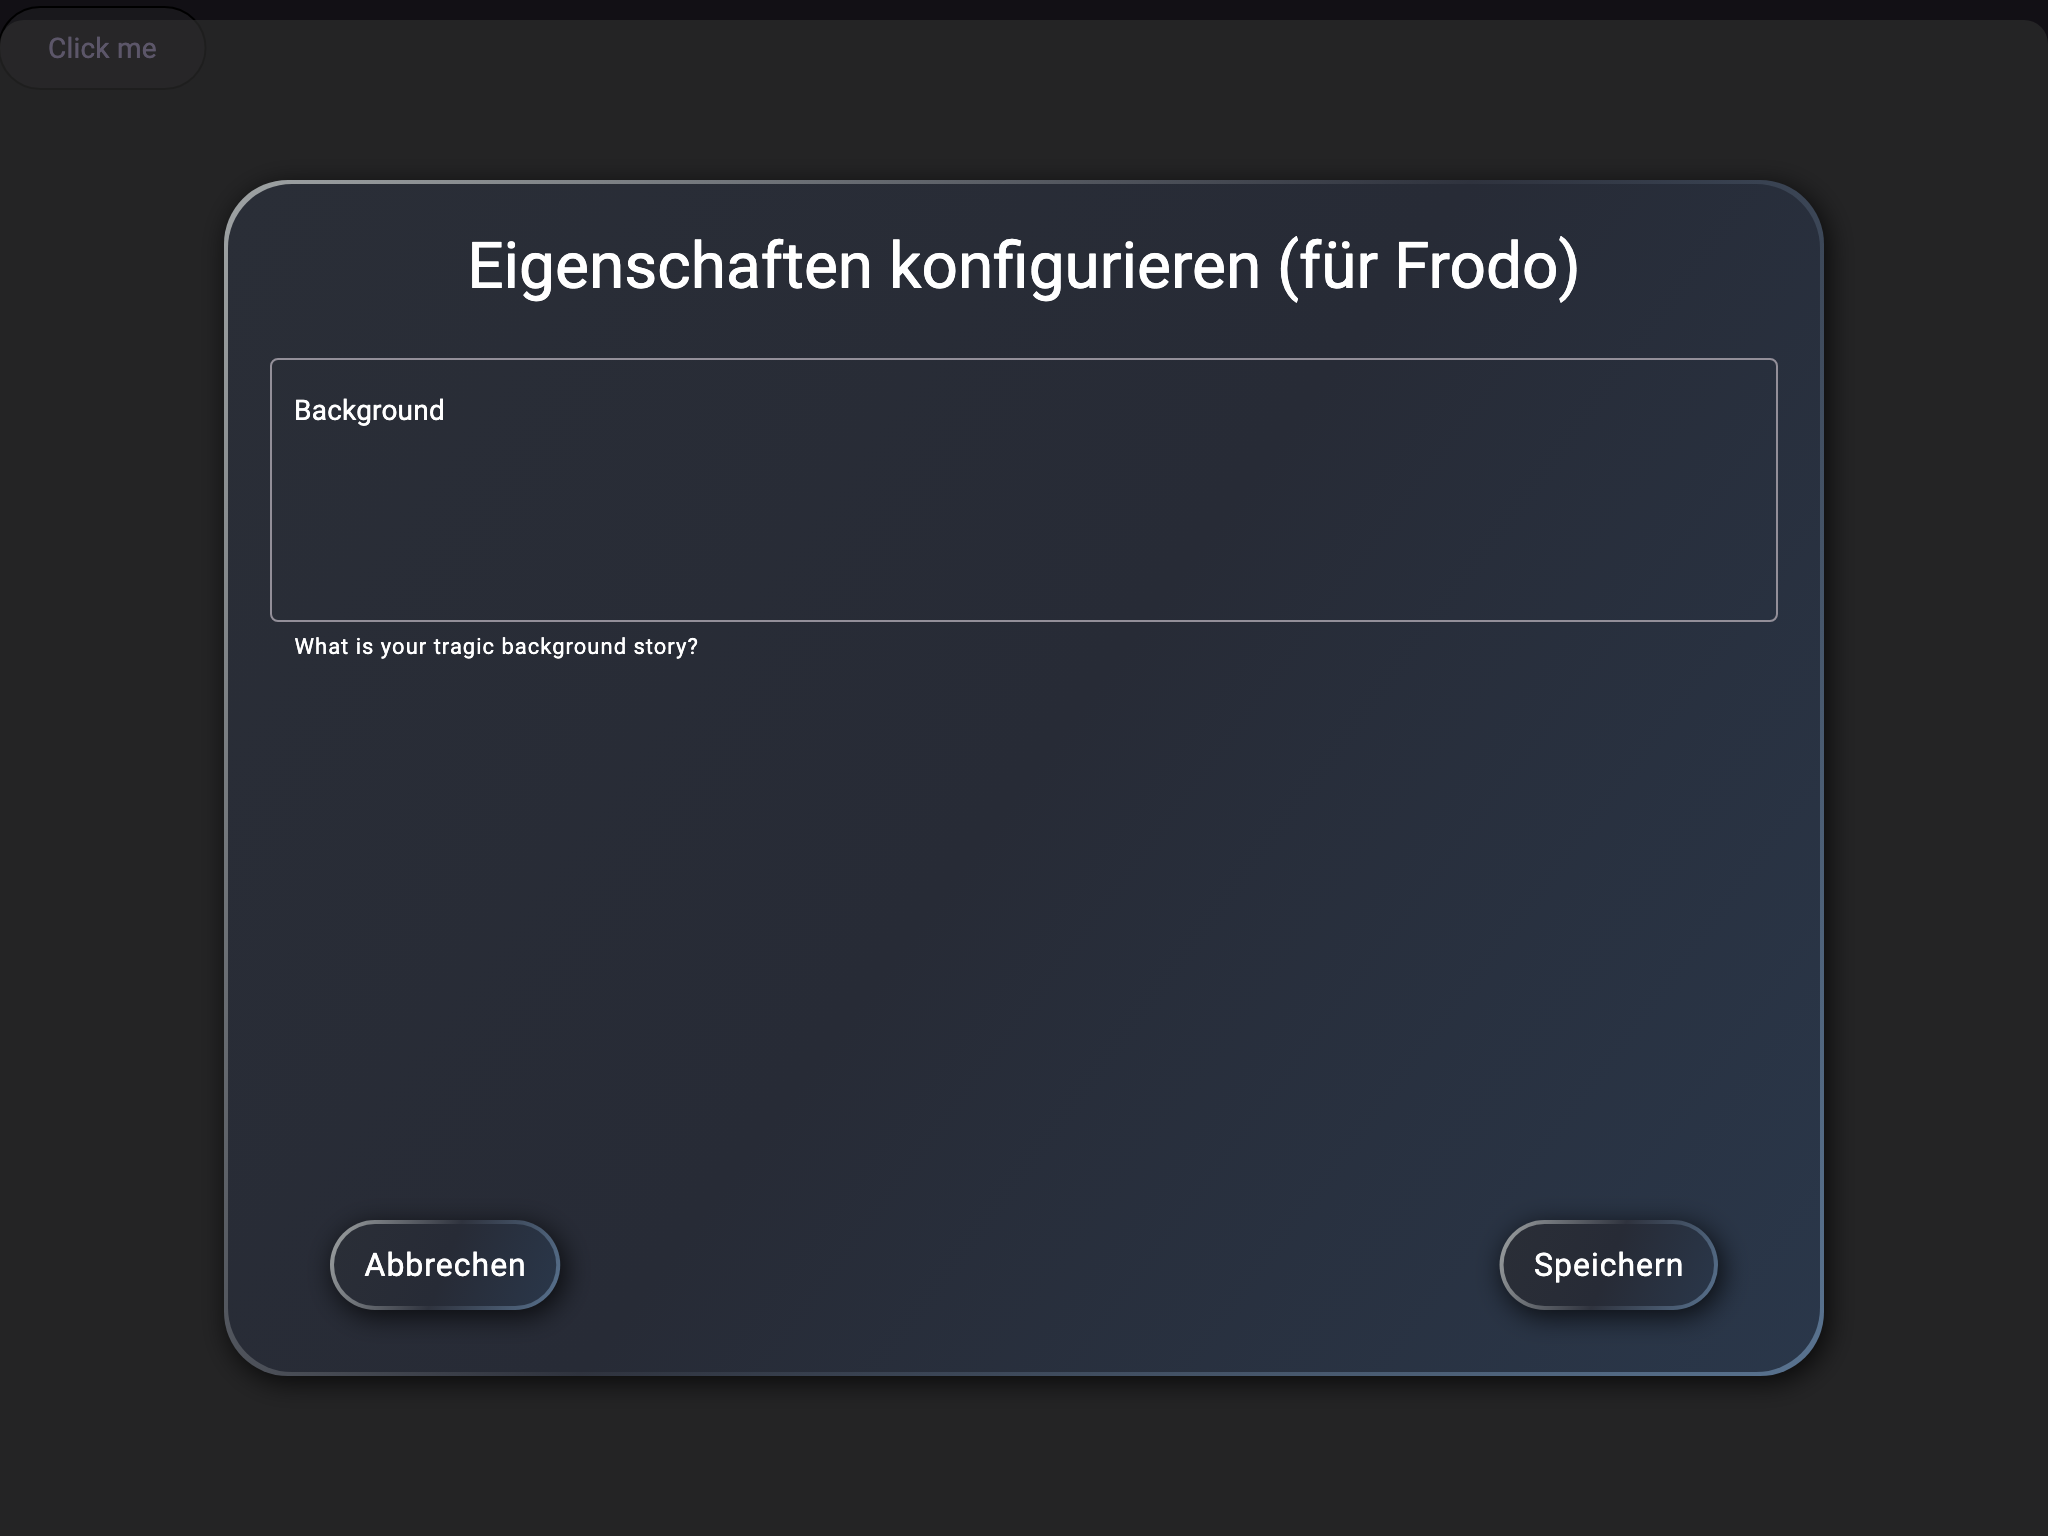 Click me
Eigenschaften konfigurieren (für Frodo)
Background
What is your tragic background story?
Abbrechen
Speichern